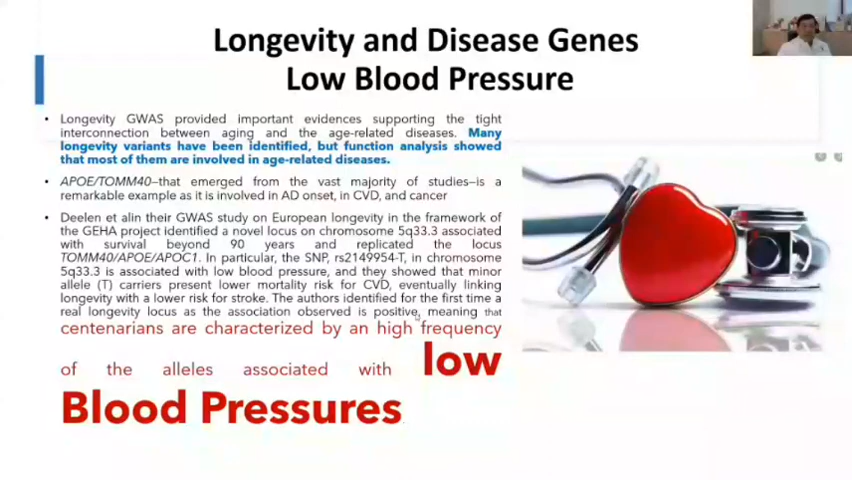 Longevity and Disease Genes
Low Blood Pressure
• Longevity GWAS provided important evidences supporting the tight
interconnection between aging and the age-related diseases. Many
longevity variants have been identified, but function analysis showed
that most of them are involved in age-related diseases.
• APOE/TOMM40—that emerged from the vast majority of studies—is a
remarkable example as it is involved in AD onset, in CVD, and cancer
• Deelen et alin their GWAS study on European longevity in the framework of
the GEHA project identified a novel locus on chromosome 5q33.3 associated
with survival beyond 90 years and replicated the locus
TOMM40/APOE/APOC1. In particular, the SNP, rs2149954-T, in chromosome
5q33.3 is associated with low blood pressure, and they showed that minor
allele (T) carriers present lower mortality risk for CVD, eventually linking
longevity with a lower risk for stroke. The authors identified for the first time a
real longevity locus as the association observed is positive, meaning that
centenarians are characterized by an high frequency
of the alleles associated with low
Blood Pressures